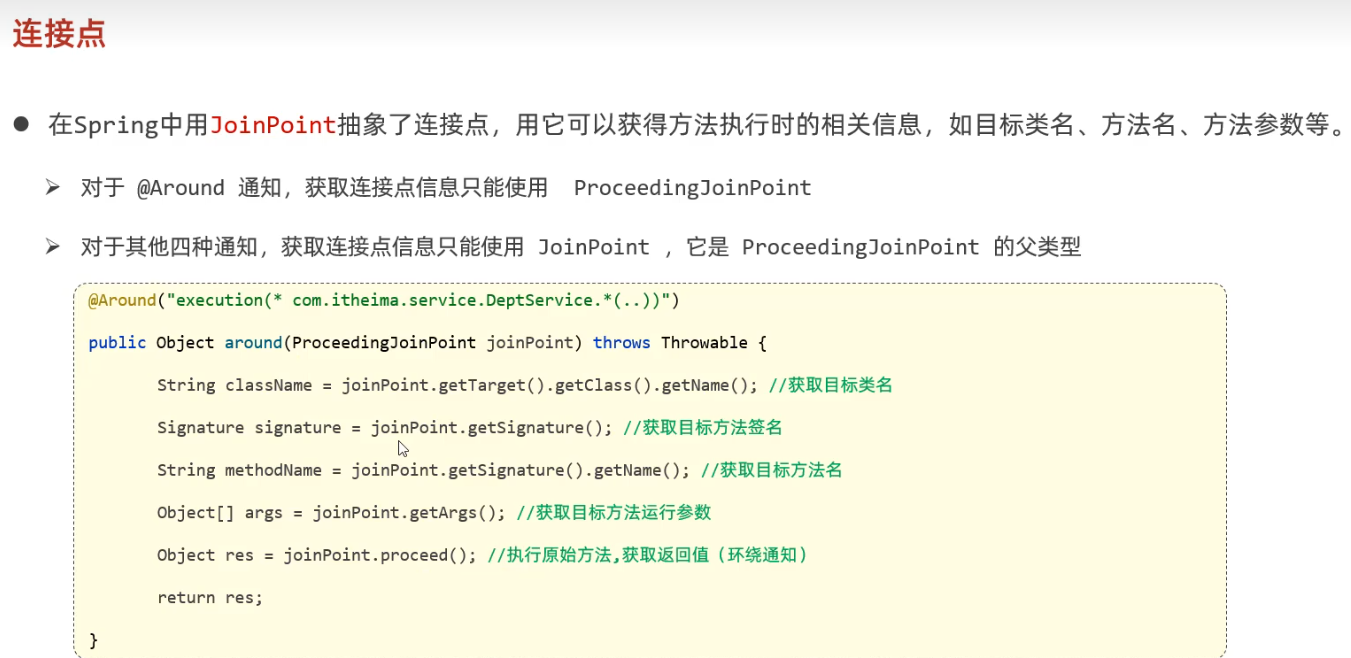 连接点
● 在Spring中用JoinPoint抽象了连接点，用它可以获得方法执行时的相关信息，如目标类名、方法名、方法参数等。
➢ 对于 @Around 通知，获取连接点信息只能使用 ProceedingJoinPoint
➢ 对于其他四种通知，获取连接点信息只能使用 JoinPoint ，它是 ProceedingJoinPoint 的父类型
@Around("execution(* com.itheima.service.DeptService.*(..))")
public Object around(ProceedingJoinPoint joinPoint) throws Throwable {
String className = joinPoint.getTarget().getClass().getName(); //获取目标类名
Signature signature = joinPoint.getSignature(); //获取目标方法签名
String methodName = joinPoint.getSignature().getName(); //获取目标方法名
Object[] args = joinPoint.getArgs(); //获取目标方法运行参数
Object res = joinPoint.proceed(); //执行原始方法,获取返回值（环绕通知）
return res;
}